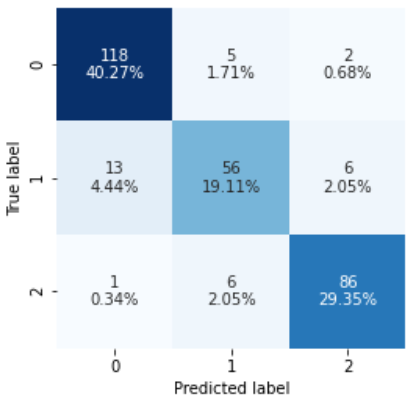 118 5 2
40.27% 1.71% 0.68%
0
13 56 6
4.44% 19.11% 2.05%
1
True label
1 6 86
0.34% 2.05% 29.35%
2
0 1 2
Predicted label